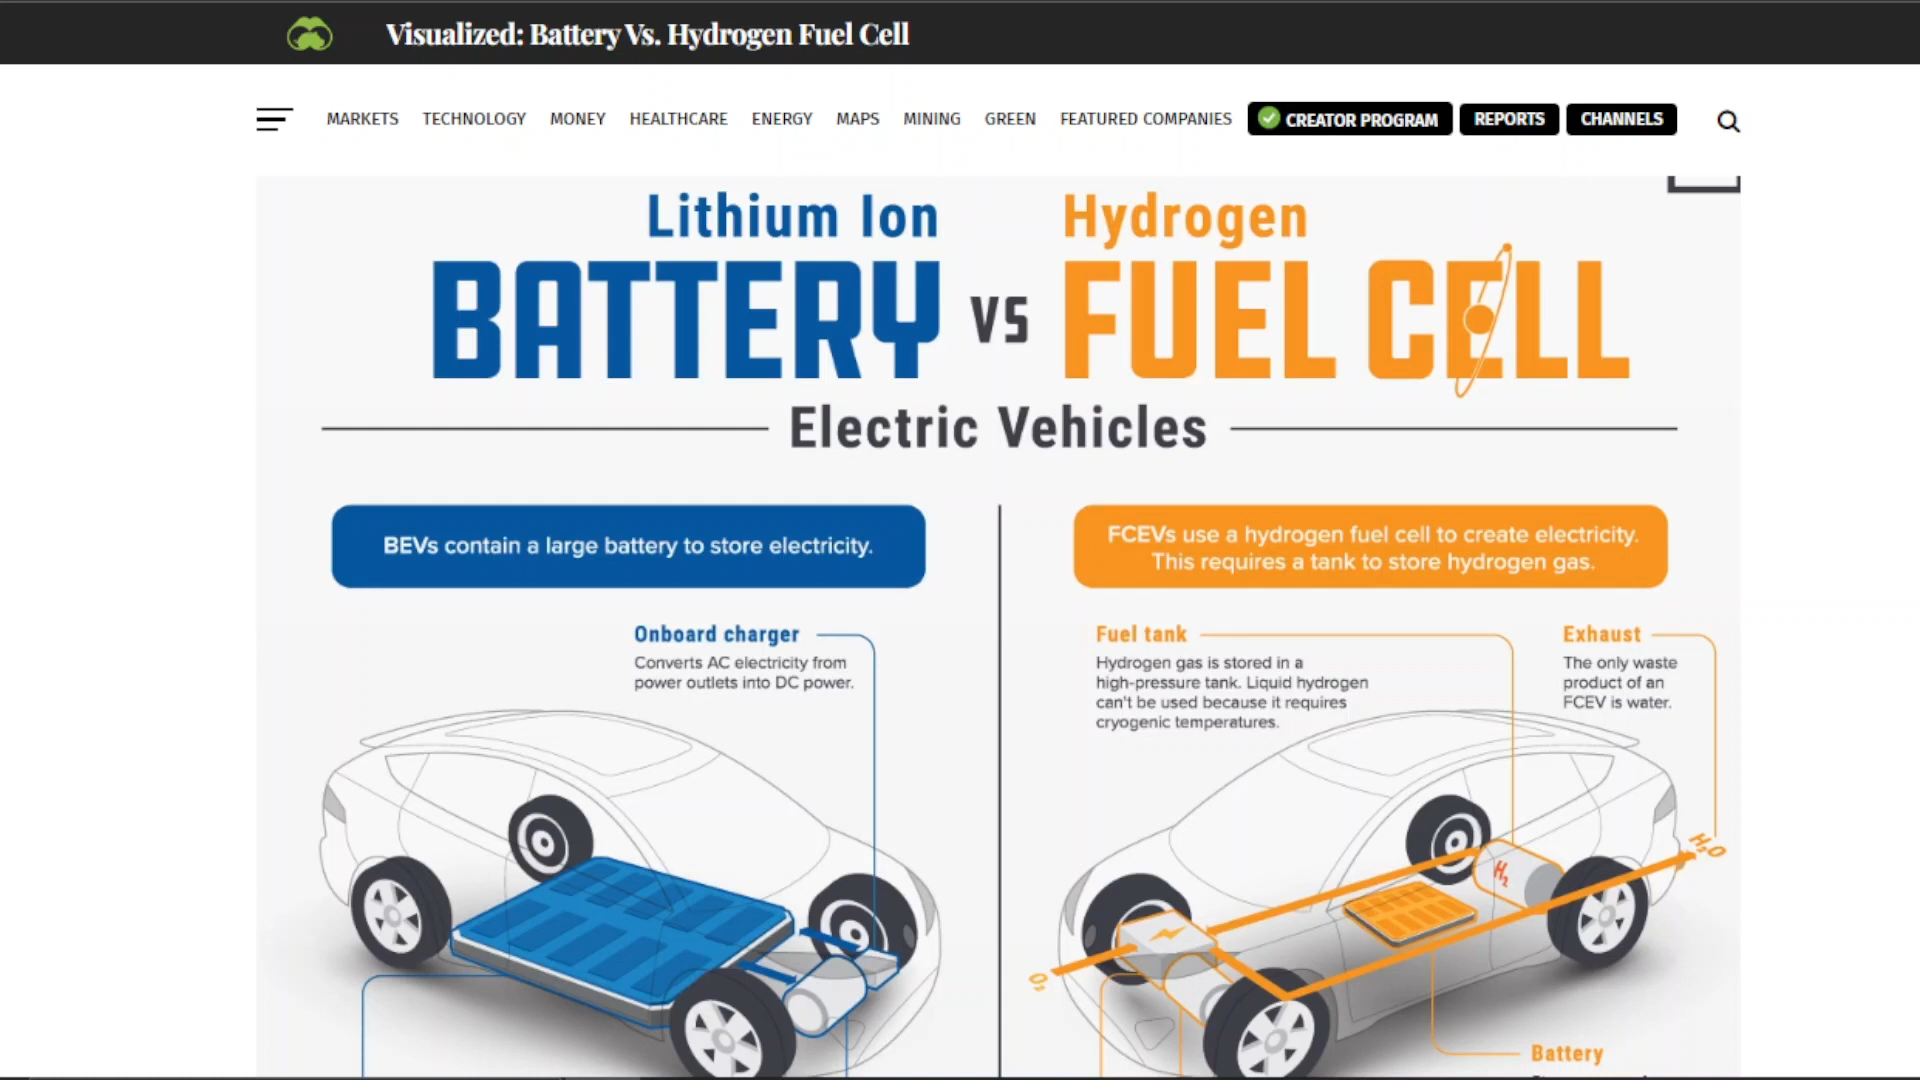 Visualized: Battery Vs. Hydrogen Fuel Cell
MARKETS TECHNOLOGY MONEY HEALTHCARE ENERGY MAPS MINING GREEN FEATURED COMPANIES CREATOR PROGRAM REPORTS CHANNELS
Lithium Ion
BATTERY
VS
Hydrogen
FUEL CELL
Electric Vehicles
BEVs contain a large battery to store electricity.
Onboard charger
Converts AC electricity from
power outlets into DC power.
FCEVs use a hydrogen fuel cell to create electricity.
This requires a tank to store hydrogen gas.
Fuel tank
Hydrogen gas is stored in a
high-pressure tank. Liquid hydrogen
can't be used because it requires
cryogenic temperatures.
Exhaust
The only waste
product of an
FCEV is water.
H₂O
H₂
O₂
Battery